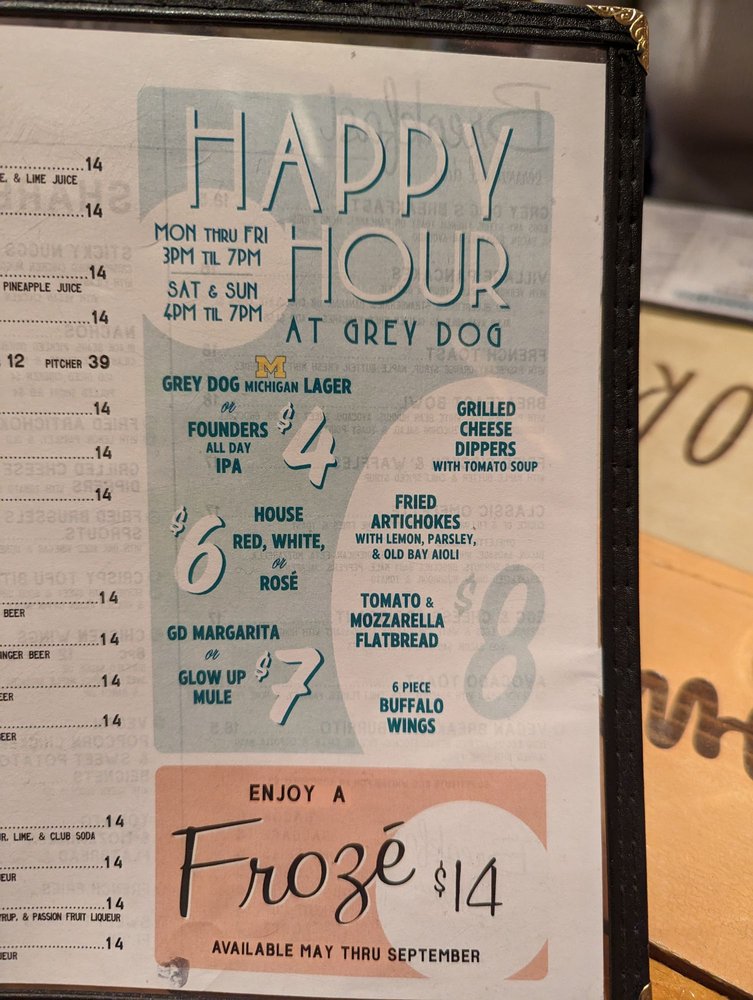 .....14
E, & LIME JUICE
.....14
.....14
PINEAPPLE JUICE
.....14
12 PITCHER 39
.....14
.....14
.....14
.....14
BEER
.....14
NGER BEER
.....14
EER
.....14
EER
.....14
UR, LIME, & CLUB SODA
.....14
EUR
.....14
YRUP, & PASSION FRUIT LIQUEUR
.....14
EUR
HAPPY
HOUR
AT GREY DOG
MON THRU FRI
3PM TIL 7PM
SAT & SUN
4PM TIL 7PM
M
GREY DOG MICHIGAN LAGER
or
FOUNDERS
ALL DAY
IPA
$4
$6
HOUSE
RED, WHITE,
or
ROSÉ
GD MARGARITA
or
GLOW UP
MULE
$7
GRILLED
CHEESE
DIPPERS
WITH TOMATO SOUP
FRIED
ARTICHOKES
WITH LEMON, PARSLEY,
& OLD BAY AIOLI
TOMATO &
MOZZARELLA
FLATBREAD
6 PIECE
BUFFALO
WINGS
$8
ENJOY A
Frozé
$14
AVAILABLE MAY THRU SEPTEMBER